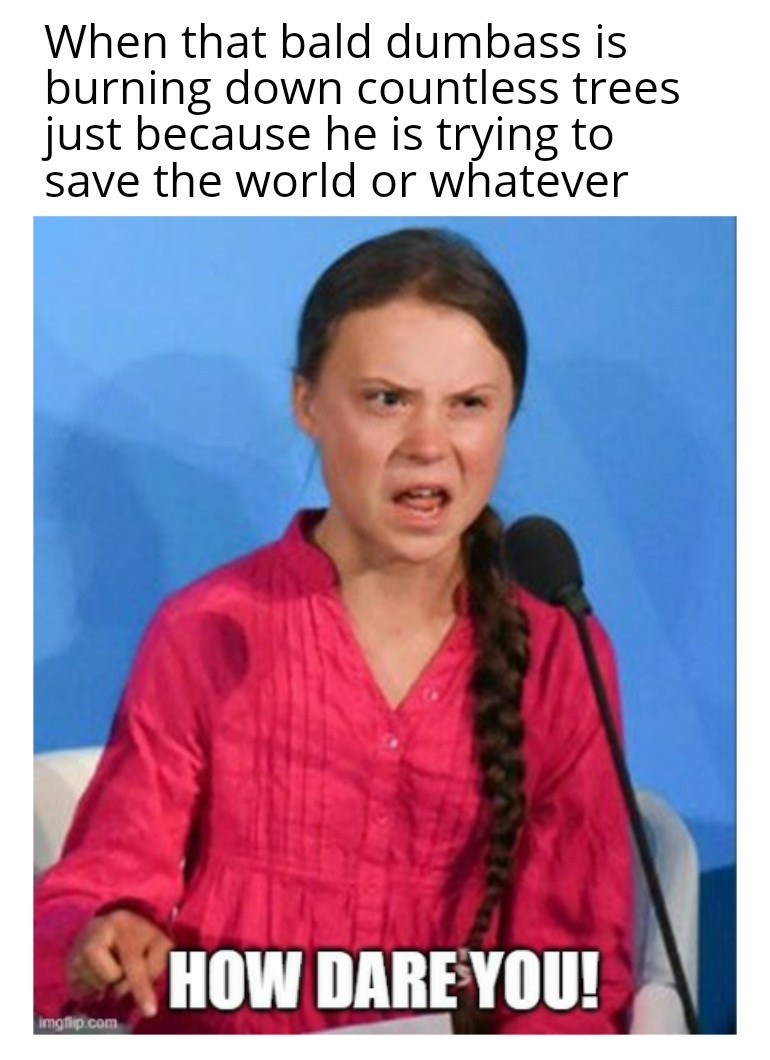 When that bald dumbass is
burning down countless trees
just because he is trying to
save the world or whatever
HOW DARE YOU!
imgflip.com